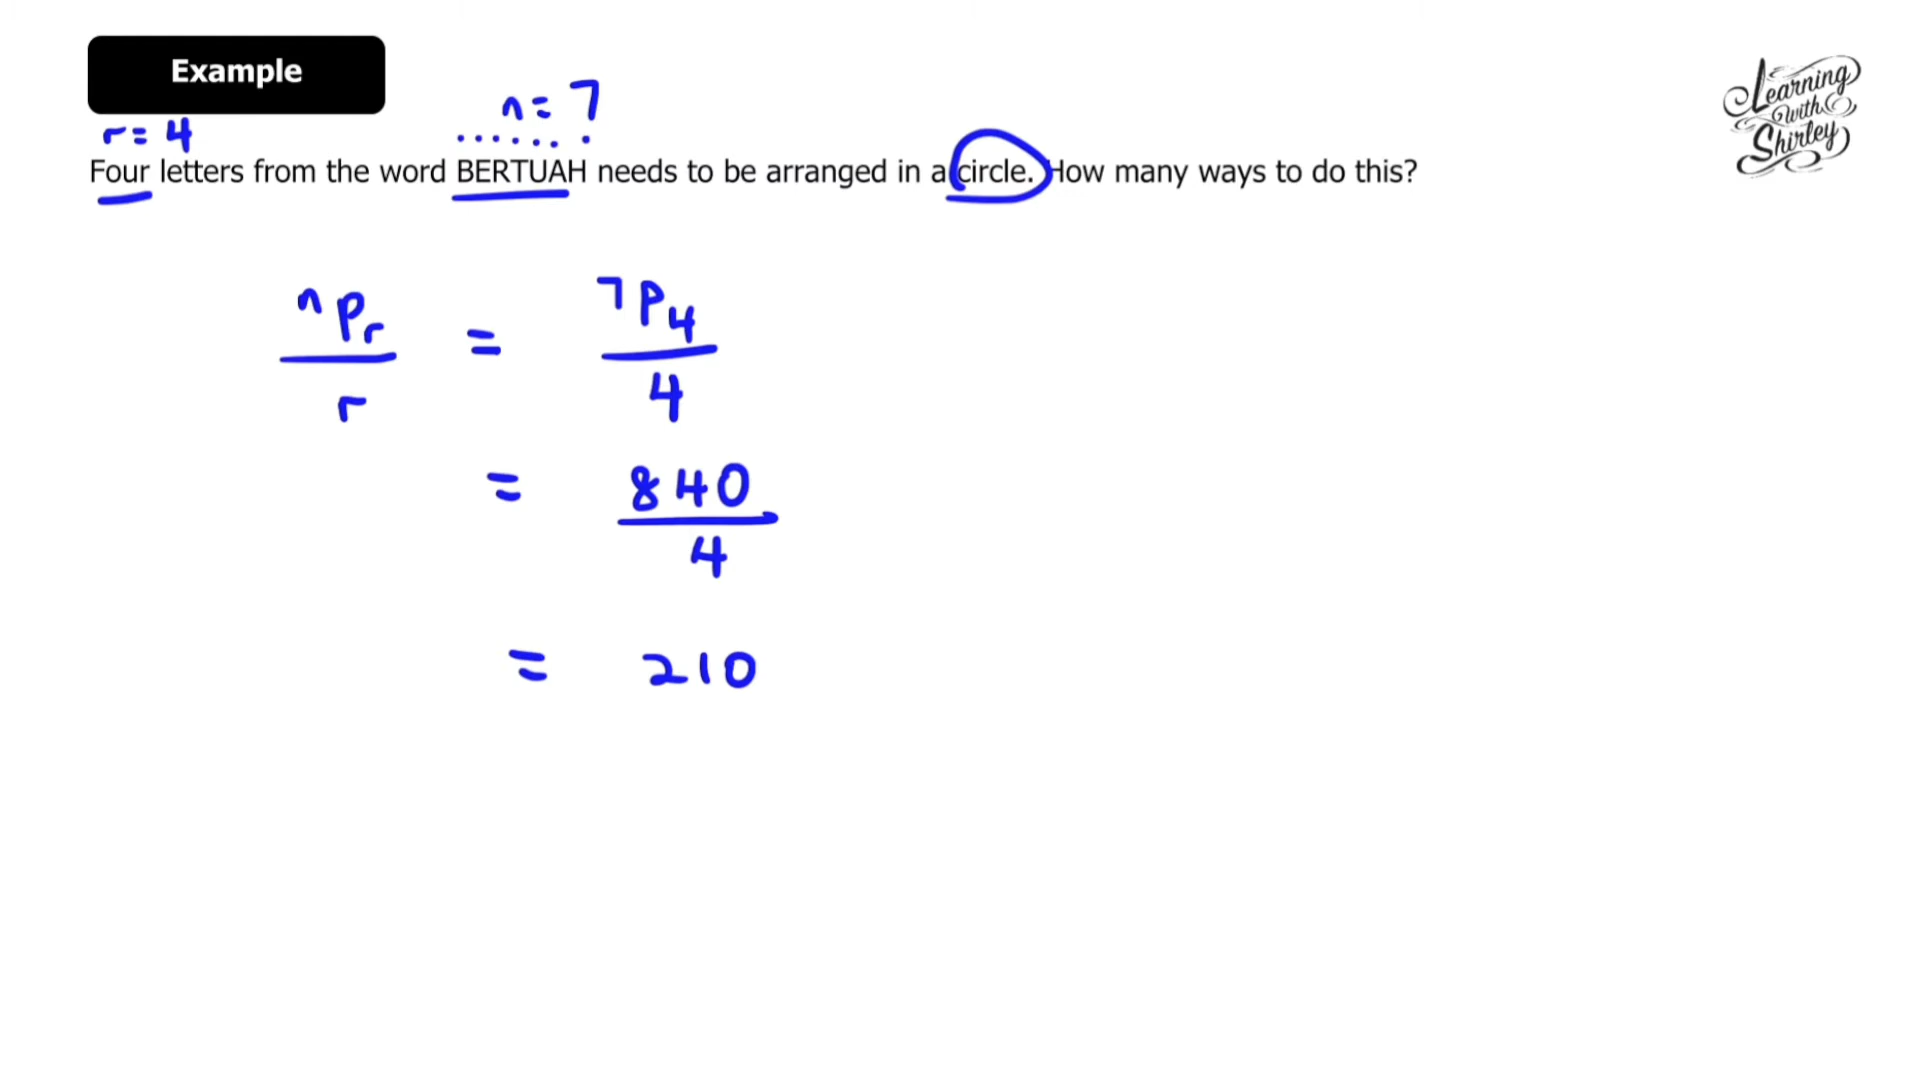 Example
Learning
with
Shirley
n = 7
r = 4
Four letters from the word BERTUAH needs to be arranged in a circle. How many ways to do this?
nPr / r = 7P4 / 4
= 840 / 4
= 210